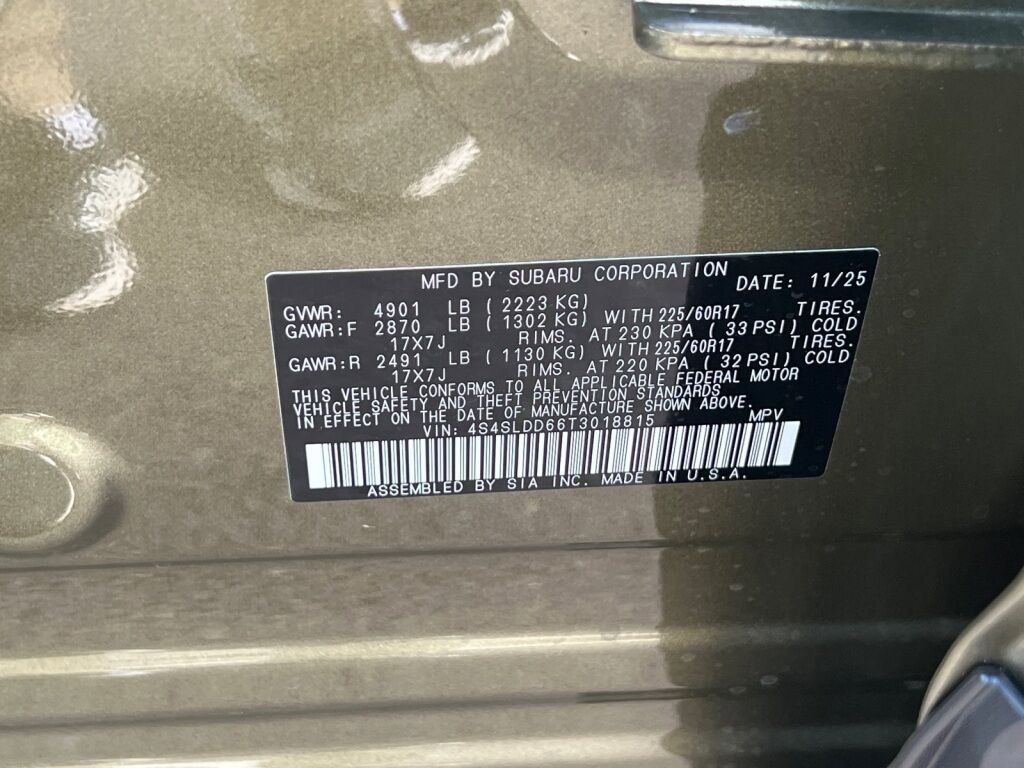 MFD BY SUBARU CORPORATION DATE: 11/25
GVWR: 4901 LB ( 2223 KG)
GAWR:F 2870 LB ( 1302 KG) WITH 225/60R17 TIRES.
17X7J RIMS. AT 230 KPA ( 33 PSI) COLD
GAWR:R 2491 LB ( 1130 KG) WITH 225/60R17 TIRES.
17X7J RIMS. AT 220 KPA ( 32 PSI) COLD
THIS VEHICLE CONFORMS TO ALL APPLICABLE FEDERAL MOTOR
VEHICLE SAFETY AND THEFT PREVENTION STANDARDS
IN EFFECT ON THE DATE OF MANUFACTURE SHOWN ABOVE.
VIN: 4S4SLDD66T3018815 MPV
ASSEMBLED BY SIA INC. MADE IN U.S.A.